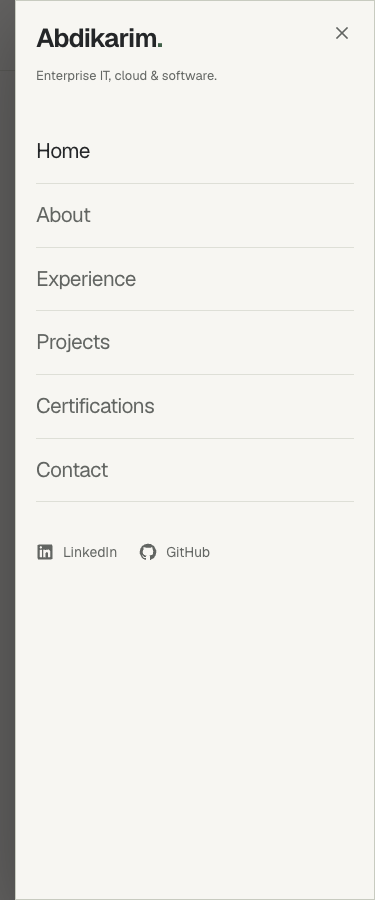 Abdikarim.
Enterprise IT, cloud & software.
Home
About
Experience
Projects
Certifications
Contact
LinkedIn GitHub